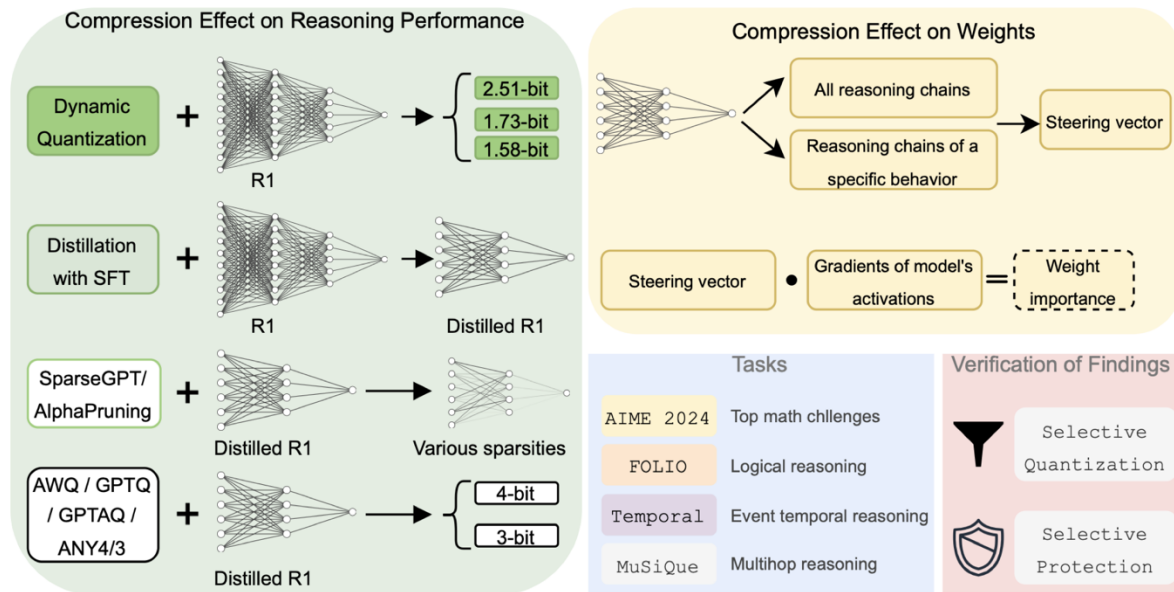 Compression Effect on Reasoning Performance
Dynamic
Quantization
+
R1
2.51-bit
1.73-bit
1.58-bit
Distillation
with SFT
+
R1
Distilled R1
SparseGPT/
AlphaPruning
+
Distilled R1
Various sparsities
AWQ / GPTQ
/ GPTAQ /
ANY4/3
+
Distilled R1
4-bit
3-bit
Compression Effect on Weights
All reasoning chains
Reasoning chains of a
specific behavior
Steering vector
Steering vector
•
Gradients of model's
activations
=
Weight
importance
Tasks
AIME 2024
Top math chllenges
FOLIO
Logical reasoning
Temporal
Event temporal reasoning
MuSiQue
Multihop reasoning
Verification of Findings
Selective
Quantization
Selective
Protection